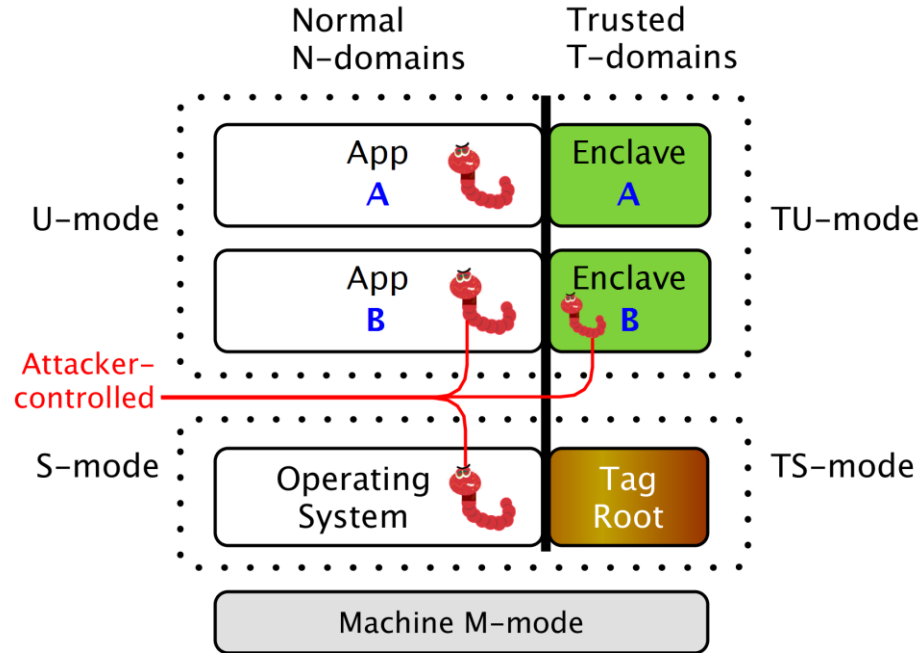 Normal
N-domains
Trusted
T-domains
U-mode
App
A
Enclave
A
TU-mode
App
B
Enclave
B
Attacker-
controlled
S-mode
Operating
System
Tag
Root
TS-mode
Machine M-mode